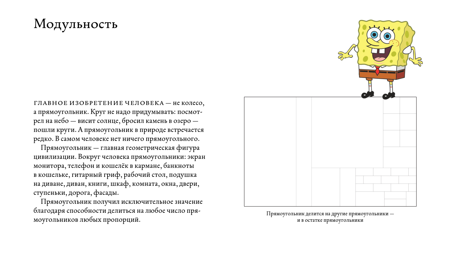 Модульность
ГЛАВНОЕ ИЗОБРЕТЕНИЕ ЧЕЛОВЕКА — не колесо,
а прямоугольник. Круг не надо придумывать: посмот-
рел на небо — висит солнце, бросил камень в озеро —
пошли круги. А прямоугольник в природе встречается
редко. В самом человеке нет ничего прямоугольного.
Прямоугольник — главная геометрическая фигура
цивилизации. Вокруг человека прямоугольники: экран
монитора, телефон и кошелёк в кармане, банкноты
в кошельке, гитарный гриф, рабочий стол, подушка
на диване, диван, книги, шкаф, комната, окна, двери,
ступеньки, дорога, фасады.
Прямоугольник получил исключительное значение
благодаря способности делиться на любое число пря-
моугольников любых пропорций.
Прямоугольник делится на другие прямоугольники —
и в остатке прямоугольники